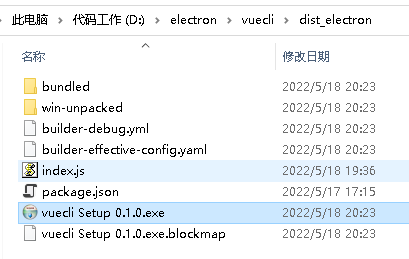 此电脑 > 代码工作 (D:) > electron > vuecli > dist_electron
名称 修改日期
bundled 2022/5/18 20:23
win-unpacked 2022/5/18 20:23
builder-debug.yml 2022/5/18 20:23
builder-effective-config.yaml 2022/5/18 20:23
index.js 2022/5/18 19:36
package.json 2022/5/17 17:15
vuecli Setup 0.1.0.exe 2022/5/18 20:23
vuecli Setup 0.1.0.exe.blockmap 2022/5/18 20:23